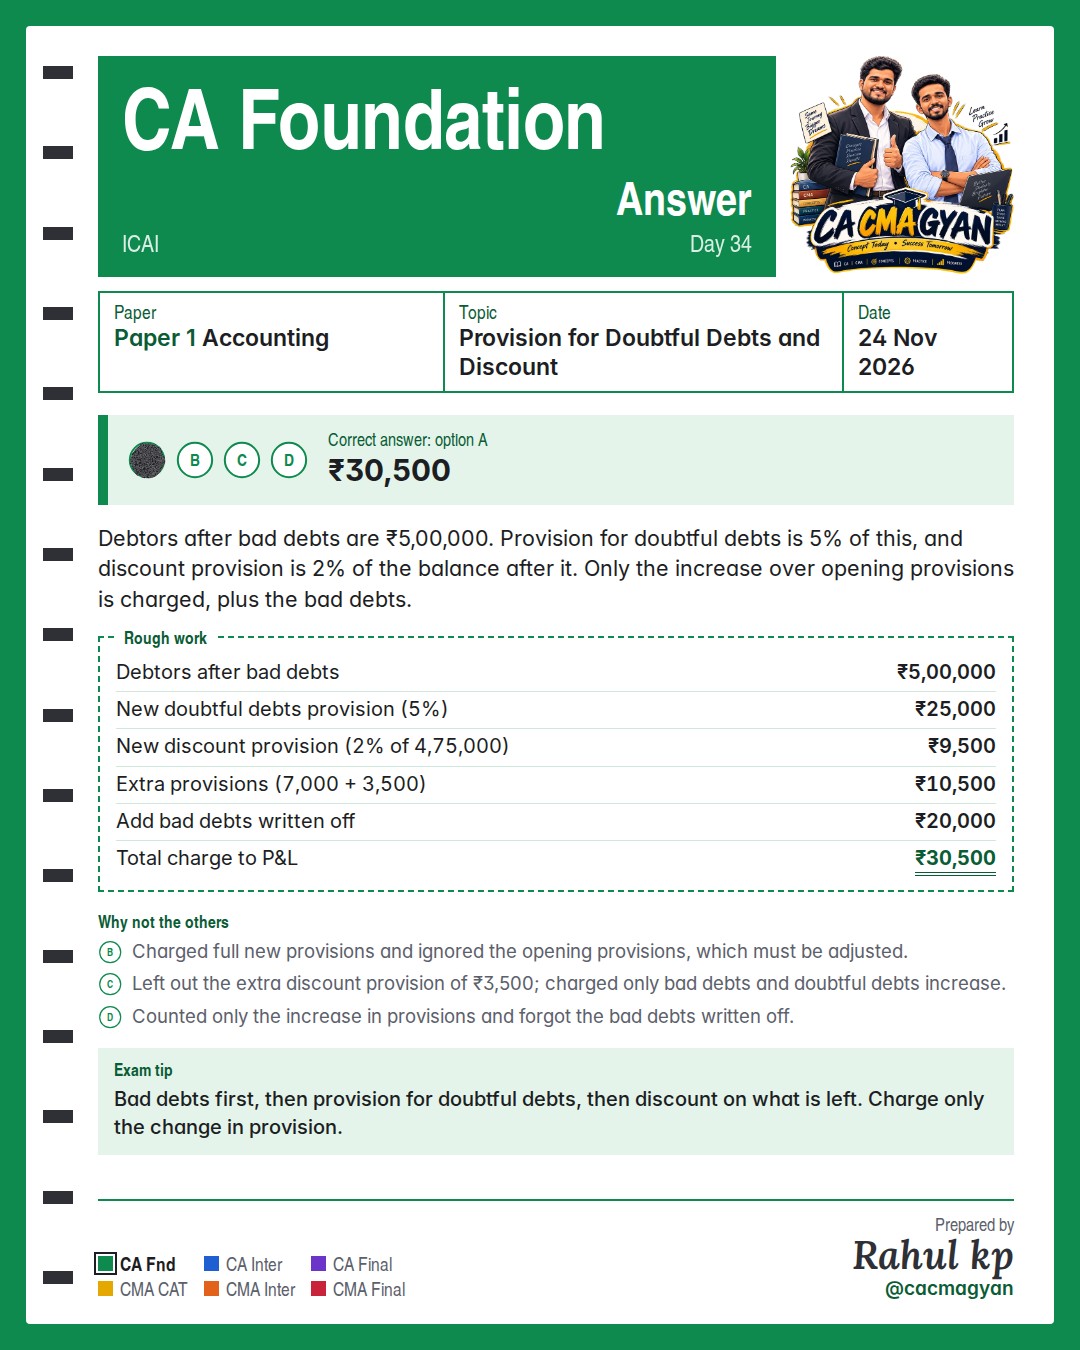 CA Foundation
Answer
ICAI
Day 34
Learn
Practice
Grow
CA
CMA
CA CMA GYAN
Concept Today • Success Tomorrow
Paper
Paper 1 Accounting
Topic
Provision for Doubtful Debts and
Discount
Date
24 Nov
2026
B
C
D
Correct answer: option A
₹30,500
Debtors after bad debts are ₹5,00,000. Provision for doubtful debts is 5% of this, and
discount provision is 2% of the balance after it. Only the increase over opening provisions
is charged, plus the bad debts.
Rough work
Debtors after bad debts ₹5,00,000
New doubtful debts provision (5%) ₹25,000
New discount provision (2% of 4,75,000) ₹9,500
Extra provisions (7,000 + 3,500) ₹10,500
Add bad debts written off ₹20,000
Total charge to P&L ₹30,500
Why not the others
B Charged full new provisions and ignored the opening provisions, which must be adjusted.
C Left out the extra discount provision of ₹3,500; charged only bad debts and doubtful debts increase.
D Counted only the increase in provisions and forgot the bad debts written off.
Exam tip
Bad debts first, then provision for doubtful debts, then discount on what is left. Charge only
the change in provision.
Prepared by
Rahul kp
@cacmagyan
CA Fnd CA Inter CA Final
CMA CAT CMA Inter CMA Final